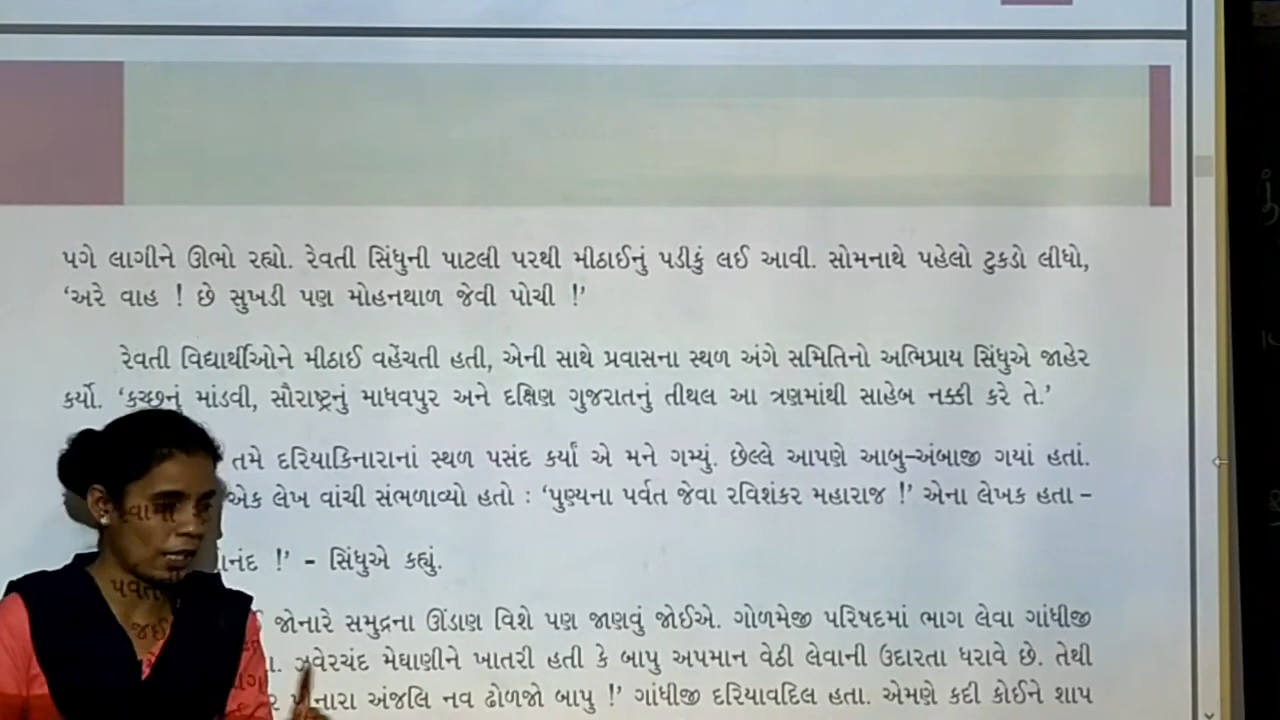 પગે લાગીને ઊભો રહ્યો. રેવતી સિંધુની પાટલી પરથી મીઠાઈનું પડીકું લઈ આવી. સોમનાથે પહેલો ટુકડો લીધો,
‘અરે વાહ ! છે સુખડી પણ મોહનથાળ જેવી પોચી !’
રેવતી વિદ્યાર્થીઓને મીઠાઈ વહેંચતી હતી, એની સાથે પ્રવાસના સ્થળ અંગે સમિતિનો અભિપ્રાય સિંધુએ જાહેર
કર્યો. ‘કચ્છનું માંડવી, સૌરાષ્ટ્રનું માધવપુર અને દક્ષિણ ગુજરાતનું તીથલ આ ત્રણમાંથી સાહેબ નક્કી કરે તે.’
તમે દરિયાકિનારાનાં સ્થળ પસંદ કર્યાં એ મને ગમ્યું. છેલ્લે આપણે આબુ-અંબાજી ગયાં હતાં.
એક લેખ વાંચી સંભળાવ્યો હતો : ‘પુણ્યના પર્વત જેવા રવિશંકર મહારાજ !’ એના લેખક હતા –
!’ – સિંધુએ કહ્યું.
જોનારે સમુદ્રના ઊંડાણ વિશે પણ જાણવું જોઈએ. ગોળમેજી પરિષદમાં ભાગ લેવા ગાંધીજી
ઝવેરચંદ મેઘાણીને ખાતરી હતી કે બાપુ અપમાન વેઠી લેવાની ઉદારતા ધરાવે છે. તેથી
અંજલિ નવ ઢોળજો બાપુ !’ ગાંધીજી દરિયાવદિલ હતા. એમણે કદી કોઈને શાપ